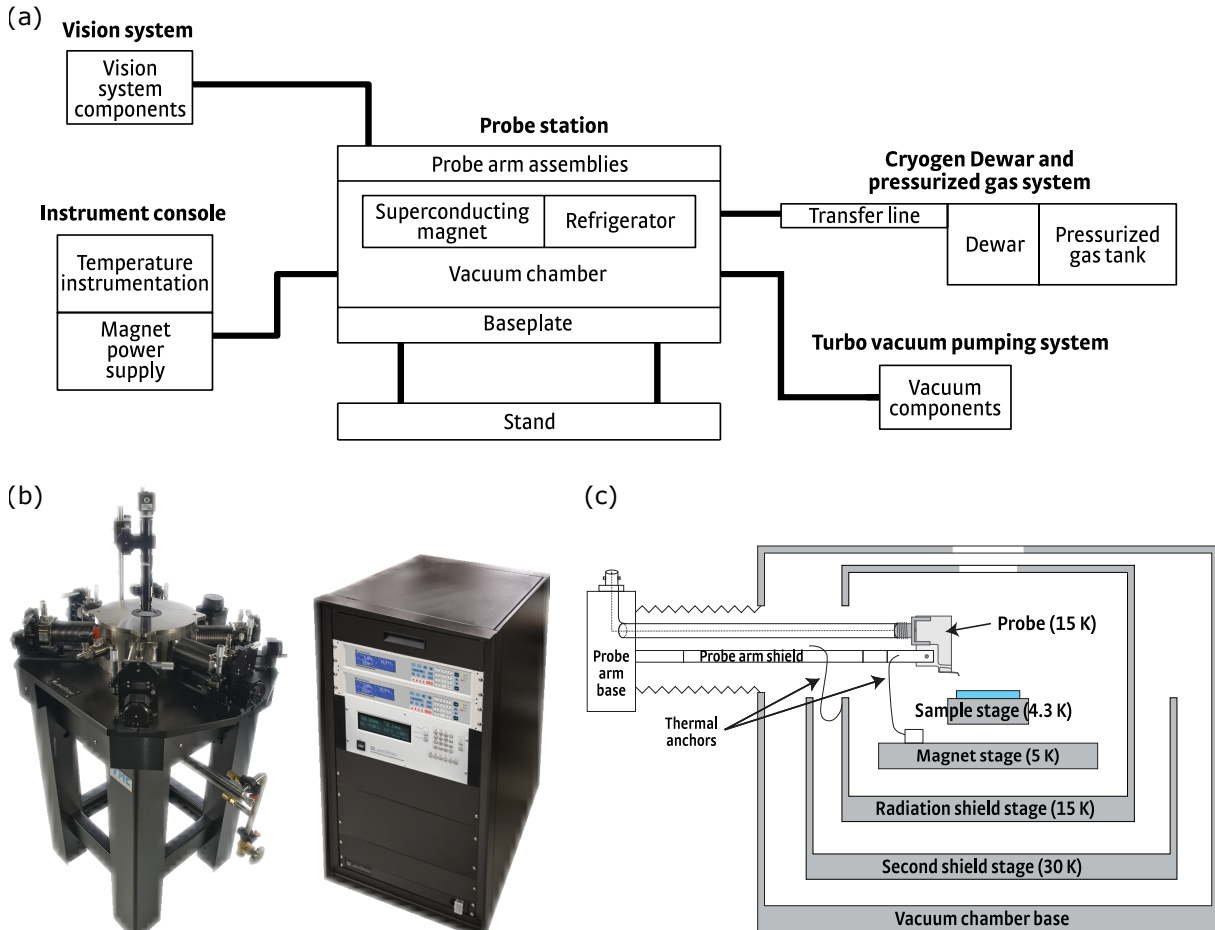 (a)
Vision system
Vision
system
components
Probe station
Probe arm assemblies
Superconducting
magnet
Refrigerator
Vacuum chamber
Baseplate
Stand
Instrument console
Temperature
instrumentation
Magnet
power
supply
Cryogen Dewar and
pressurized gas system
Transfer line
Dewar
Pressurized
gas tank
Turbo vacuum pumping system
Vacuum
components
(b)
(c)
Probe
arm
base
Probe arm shield
Probe (15 K)
Thermal
anchors
Sample stage (4.3 K)
Magnet stage (5 K)
Radiation shield stage (15 K)
Second shield stage (30 K)
Vacuum chamber base